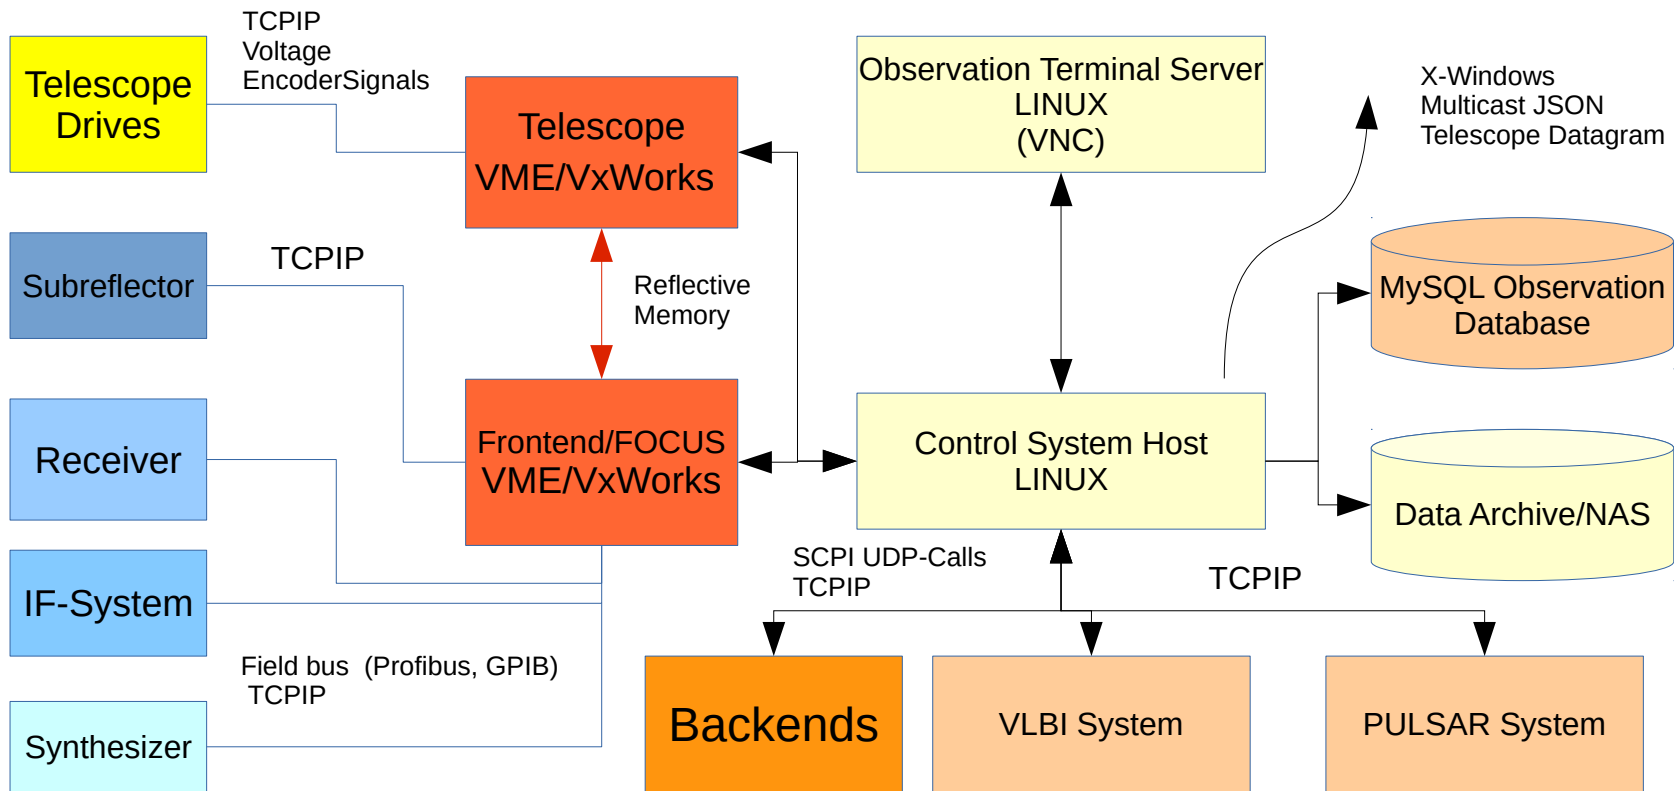 TCPIP
Voltage
EncoderSignals
Telescope
Drives
Telescope
VME/VxWorks
Observation Terminal Server
LINUX
(VNC)
X-Windows
Multicast JSON
Telescope Datagram
Subreflector
TCPIP
Reflective
Memory
MySQL Observation
Database
Receiver
Frontend/FOCUS
VME/VxWorks
Control System Host
LINUX
Data Archive/NAS
IF-System
SCPI UDP-Calls
TCPIP
TCPIP
Field bus  (Profibus, GPIB)
TCPIP
Synthesizer
Backends
VLBI System
PULSAR System